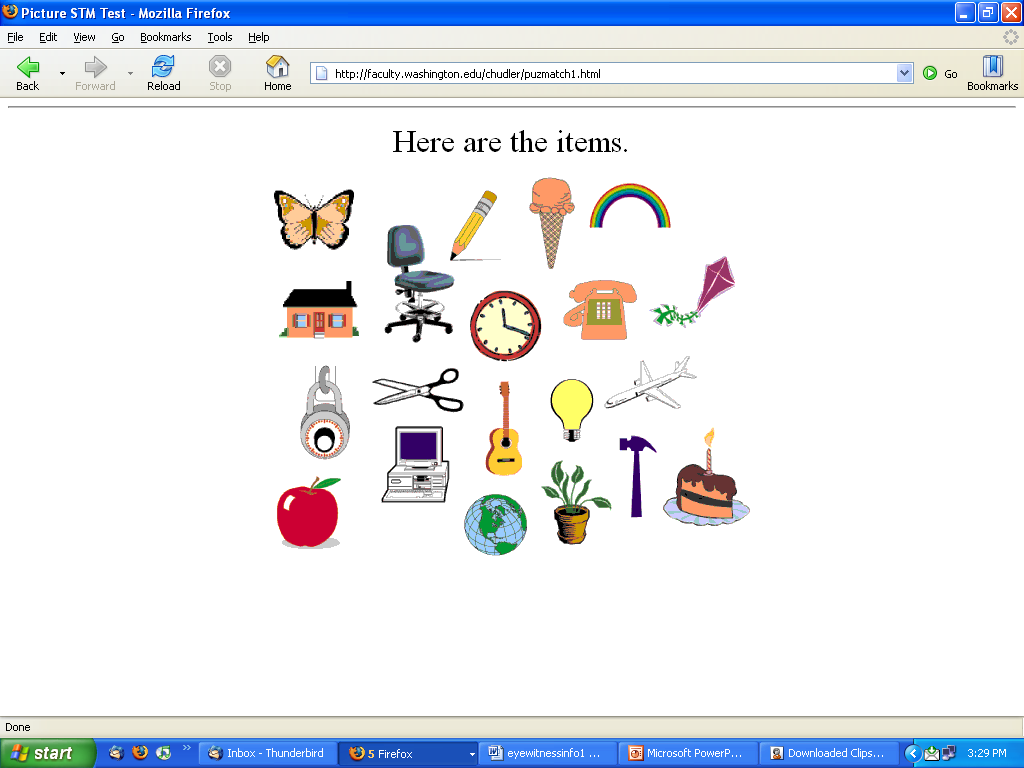 Picture STM Test - Mozilla Firefox
File Edit View Go Bookmarks Tools Help
Back Forward Reload Stop Home http://faculty.washington.edu/chudler/puzmatch1.html Go Bookmarks
Here are the items.
Done
start Inbox - Thunderbird 5 Firefox eyewitnessinfo1 ... Microsoft PowerP... Downloaded Clips... 3:29 PM